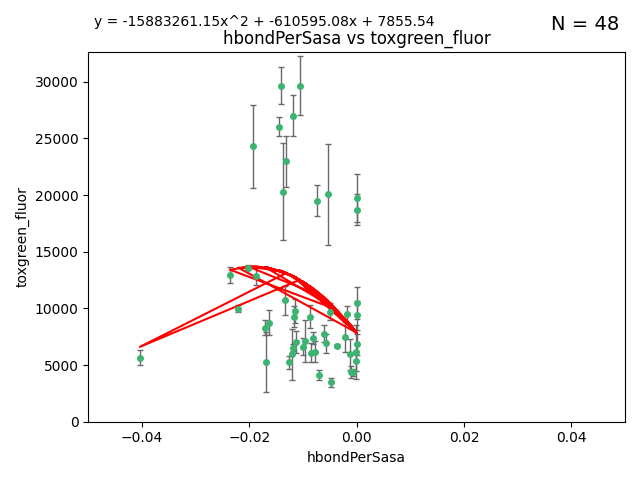 y = -15883261.15x^2 + -610595.08x + 7855.54
N = 48
hbondPerSasa vs toxgreen_fluor
30000
25000
20000
15000
10000
5000
0
toxgreen_fluor
−0.04
−0.02
0.00
0.02
0.04
hbondPerSasa